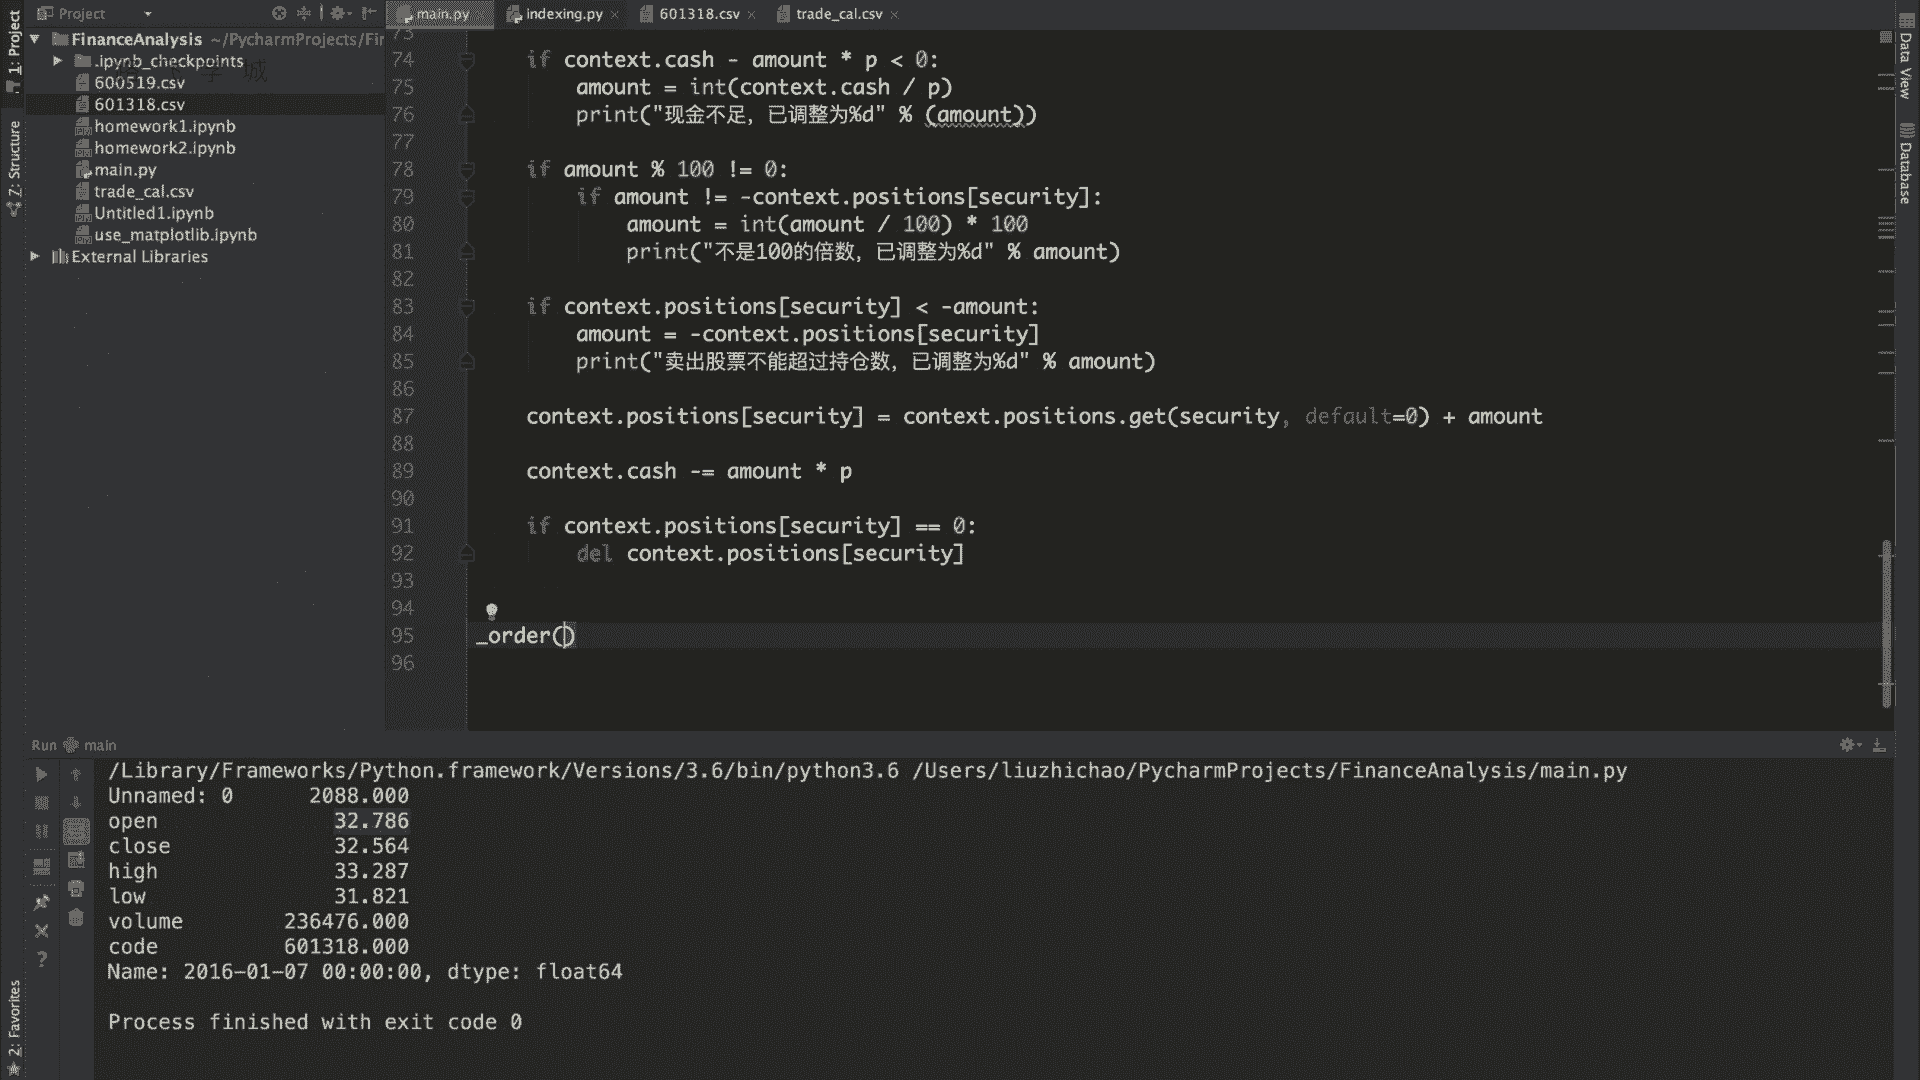 Project
main.py
indexing.py
601318.csv
trade_cal.csv
1: Project
7: Structure
2: Favorites
Data View
Database
FinanceAnalysis ~/PycharmProjects/Fir
.ipynb_checkpoints
600519.csv
601318.csv
homework1.ipynb
homework2.ipynb
main.py
trade_cal.csv
Untitled1.ipynb
use_matplotlib.ipynb
External Libraries
73
74 if context.cash - amount * p < 0:
75 amount = int(context.cash / p)
76 print("现金不足，已调整为%d" % (amount))
77
78 if amount % 100 != 0:
79 if amount != -context.positions[security]:
80 amount = int(amount / 100) * 100
81 print("不是100的倍数，已调整为%d" % amount)
82
83 if context.positions[security] < -amount:
84 amount = -context.positions[security]
85 print("卖出股票不能超过持仓数，已调整为%d" % amount)
86
87 context.positions[security] = context.positions.get(security, default=0) + amount
88
89 context.cash -= amount * p
90
91 if context.positions[security] == 0:
92 del context.positions[security]
93
94
95 _order()
96
Run main
/Library/Frameworks/Python.framework/Versions/3.6/bin/python3.6 /Users/liuzhichao/PycharmProjects/FinanceAnalysis/main.py
Unnamed: 0 2088.000
open 32.786
close 32.564
high 33.287
low 31.821
volume 236476.000
code 601318.000
Name: 2016-01-07 00:00:00, dtype: float64
Process finished with exit code 0